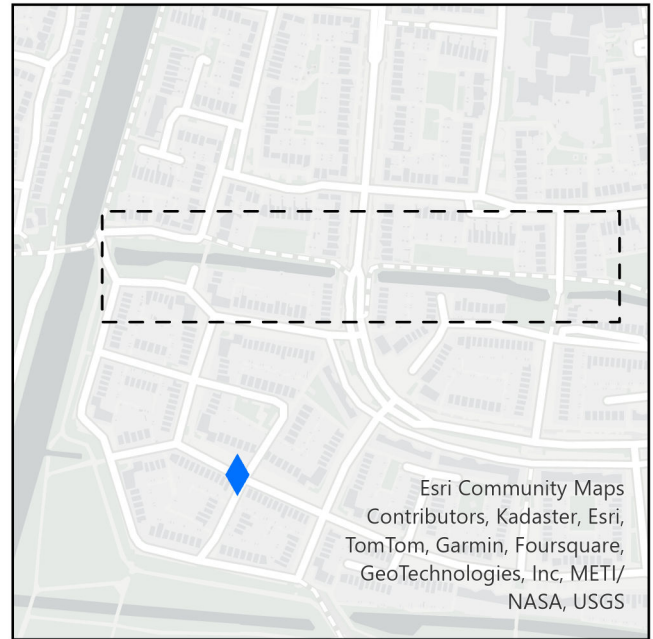 Esri Community Maps
Contributors, Kadaster, Esri,
TomTom, Garmin, Foursquare,
GeoTechnologies, Inc, METI/
NASA, USGS